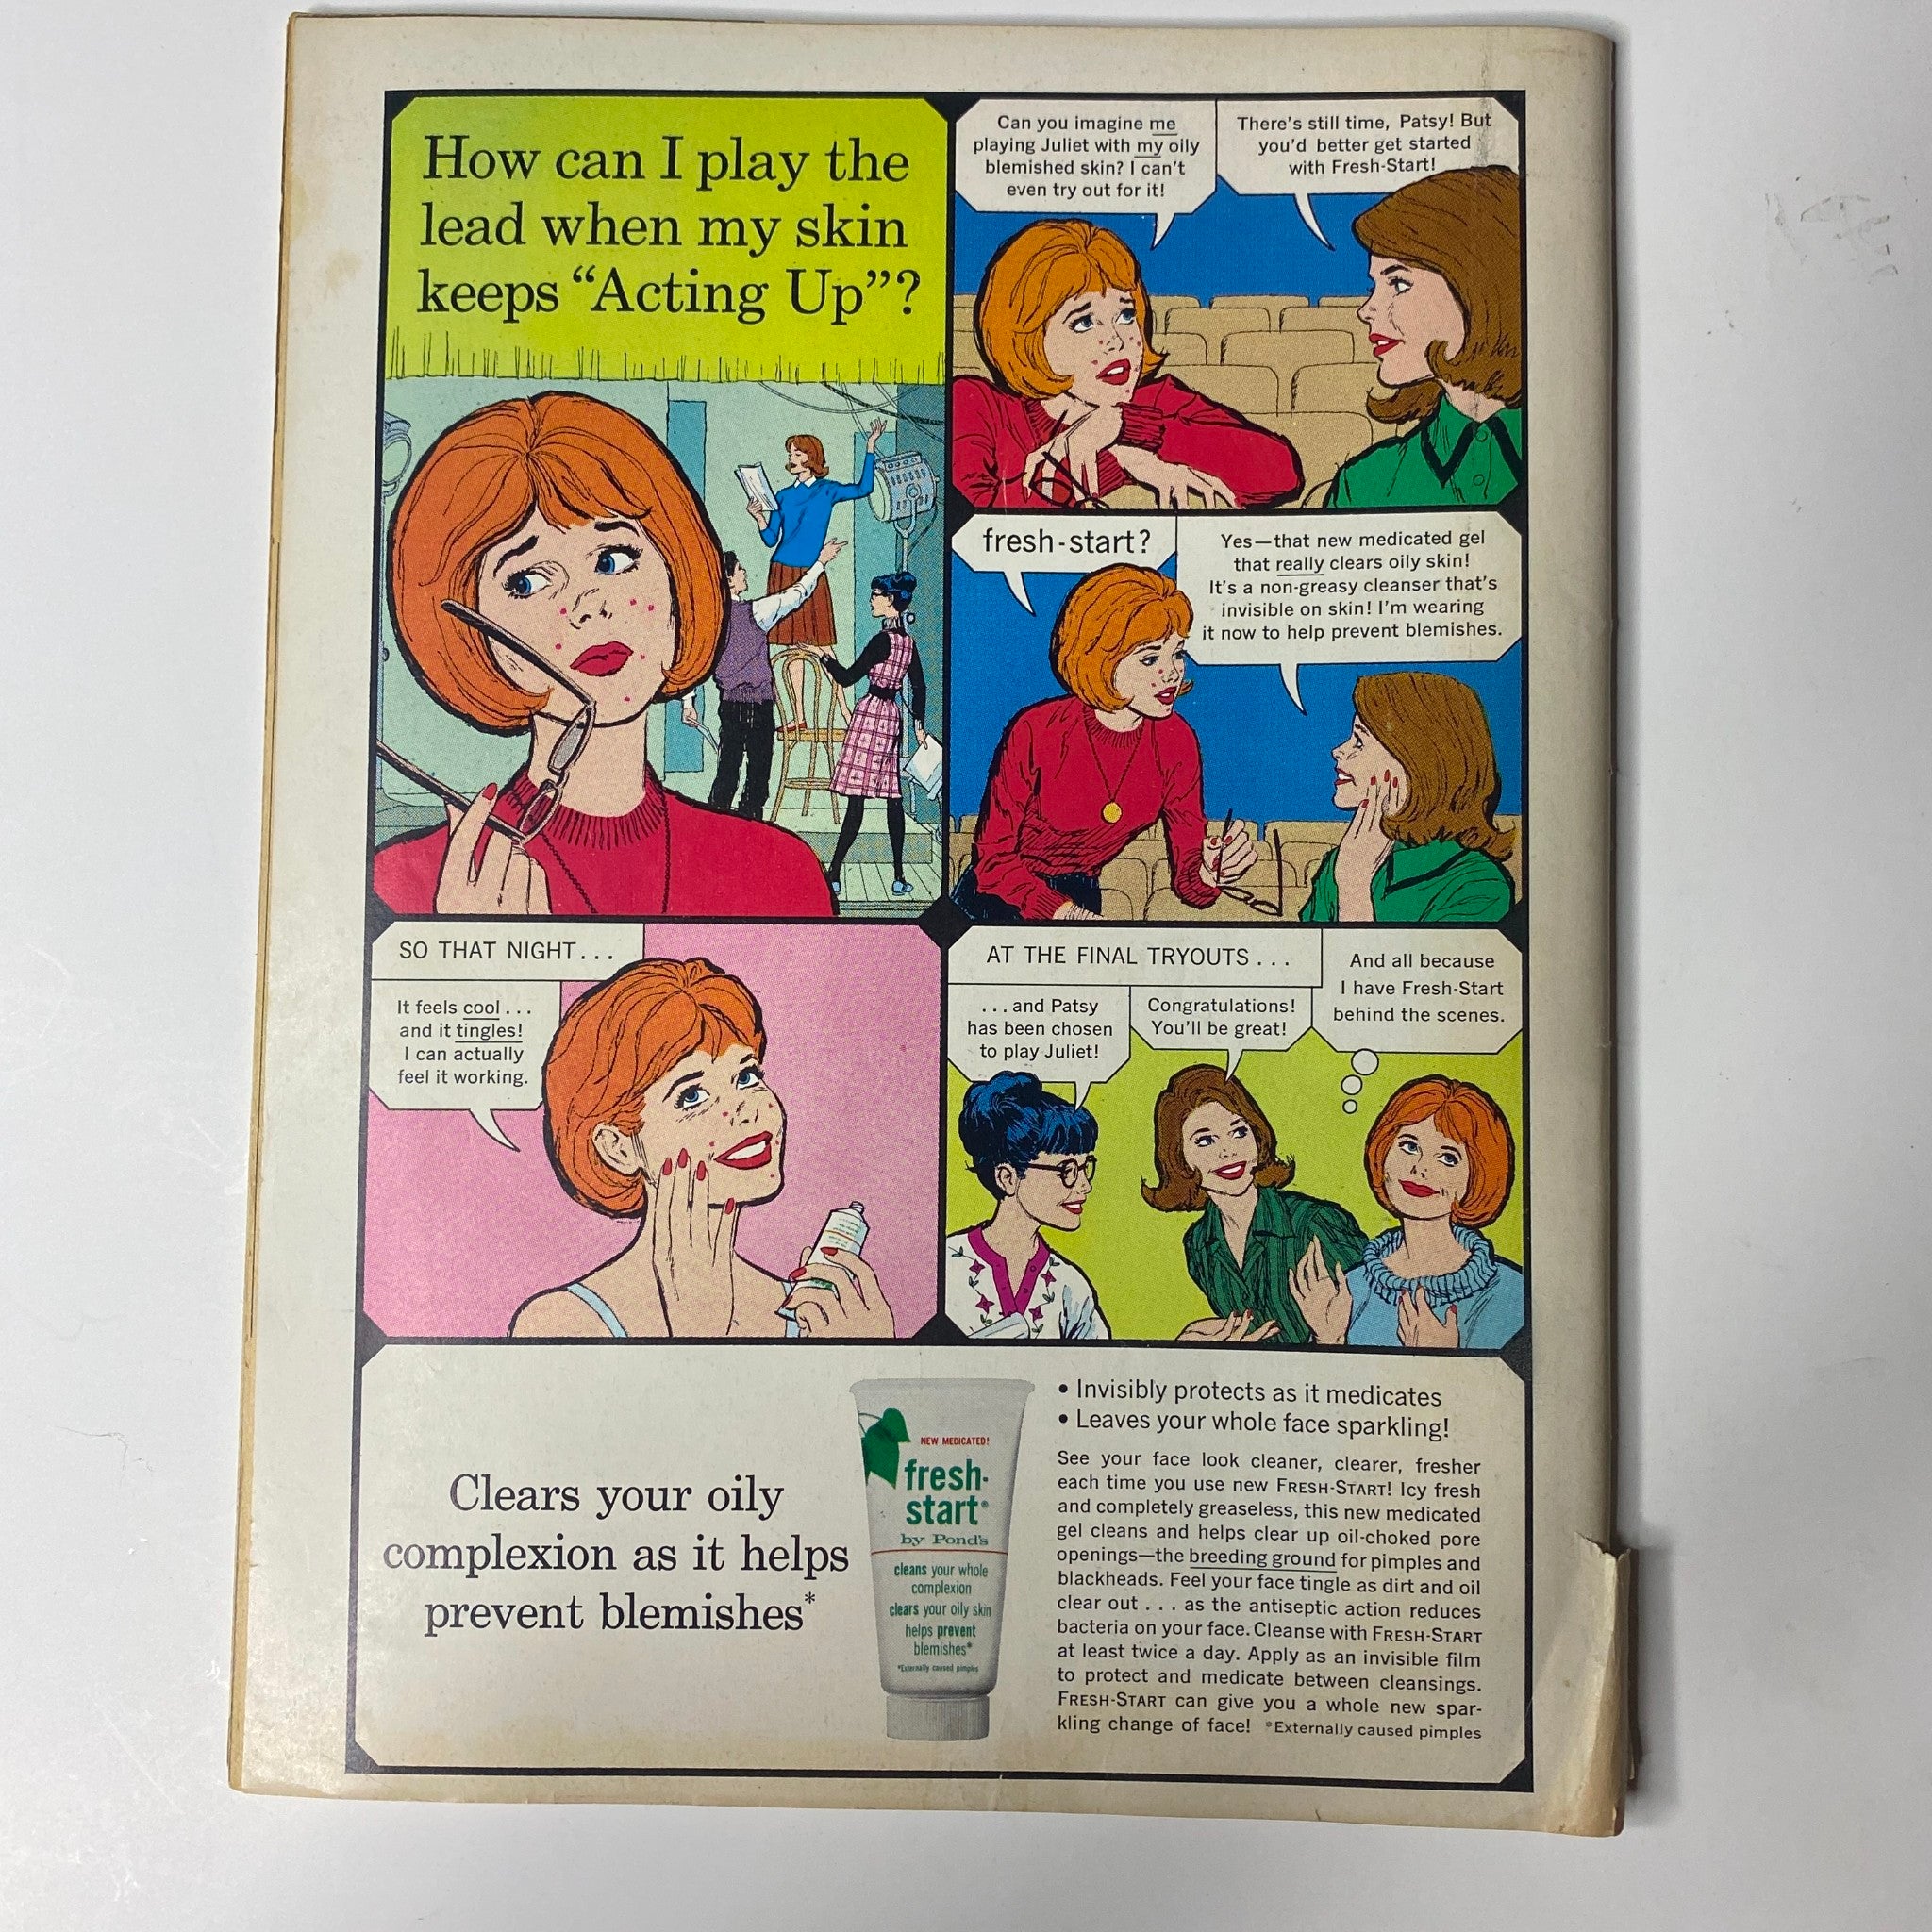 How can I play the
lead when my skin
keeps “Acting Up”?
Can you imagine me
playing Juliet with my oily
blemished skin? I can't
even try out for it!
There's still time, Patsy! But
you'd better get started
with Fresh-Start!
fresh-start?
Yes—that new medicated gel
that really clears oily skin!
It's a non-greasy cleanser that's
invisible on skin! I'm wearing
it now to help prevent blemishes.
SO THAT NIGHT...
It feels cool...
and it tingles!
I can actually
feel it working.
AT THE FINAL TRYOUTS...
...and Patsy
has been chosen
to play Juliet!
Congratulations!
You'll be great!
And all because
I have Fresh-Start
behind the scenes.
Clears your oily
complexion as it helps
prevent blemishes*
NEW MEDICATED!
fresh-
start®
by Pond's
cleans your whole
complexion
clears your oily skin
helps prevent
blemishes*
*Externally caused pimples
• Invisibly protects as it medicates
• Leaves your whole face sparkling!
See your face look cleaner, clearer, fresher
each time you use new FRESH-START! Icy fresh
and completely greaseless, this new medicated
gel cleans and helps clear up oil-choked pore
openings—the breeding ground for pimples and
blackheads. Feel your face tingle as dirt and oil
clear out... as the antiseptic action reduces
bacteria on your face. Cleanse with FRESH-START
at least twice a day. Apply as an invisible film
to protect and medicate between cleansings.
FRESH-START can give you a whole new spar-
kling change of face! *Externally caused pimples